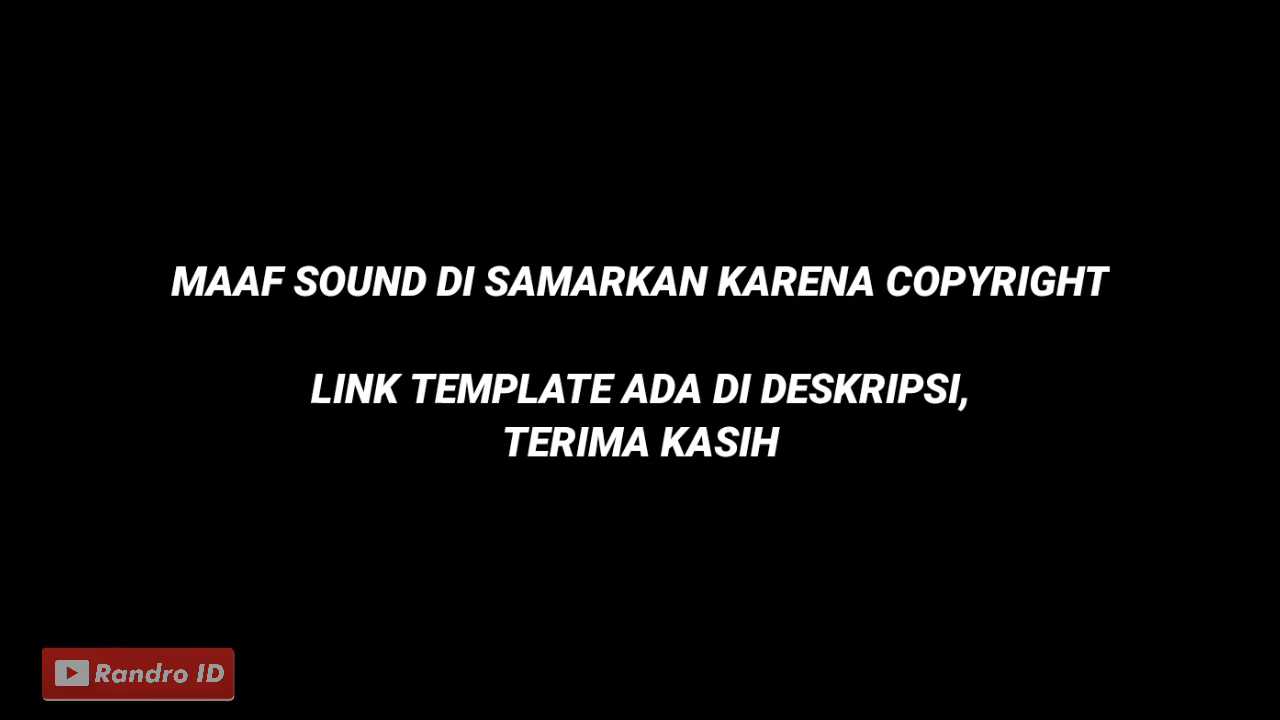 MAAF SOUND DI SAMARKAN KARENA COPYRIGHT
LINK TEMPLATE ADA DI DESKRIPSI,
TERIMA KASIH
Randro ID